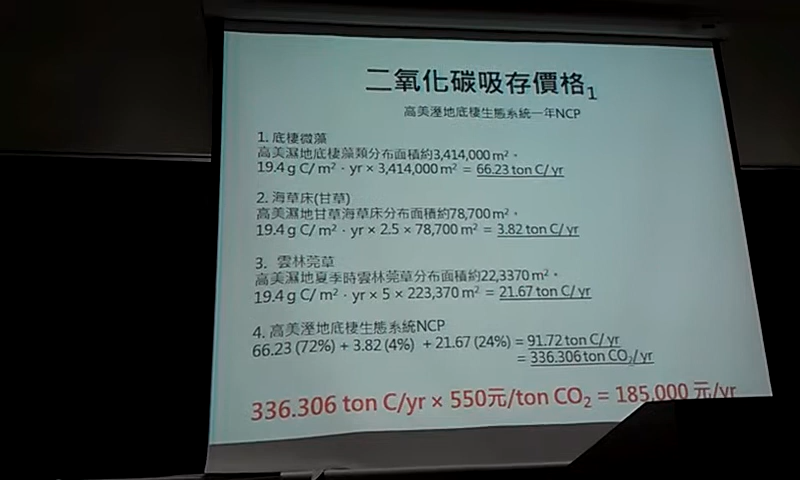 二氧化碳吸存價格1
高美溼地底棲生態系統一年NCP
1. 底棲微藻
高美濕地底棲藻類分布面積約3,414,000 m²。
19.4 g C/ m²．yr × 3,414,000 m² = 66.23 ton C/ yr
2. 海草床(甘草)
高美濕地甘草海草床分布面積約78,700 m²。
19.4 g C/ m²．yr × 2.5 × 78,700 m² = 3.82 ton C/ yr
3. 雲林莞草
高美濕地夏季時雲林莞草分布面積約22,3370 m²。
19.4 g C/ m²．yr × 5 × 223,370 m² = 21.67 ton C/ yr
4. 高美溼地底棲生態系統NCP
66.23 (72%) + 3.82 (4%) + 21.67 (24%) = 91.72 ton C/ yr
= 336.306 ton CO₂/ yr
336.306 ton C/yr × 550元/ton CO₂ = 185,000 元/yr